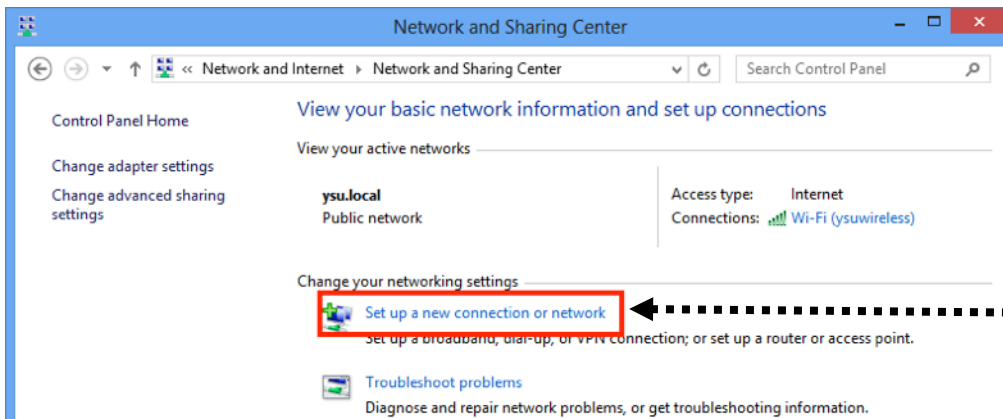 Network and Sharing Center
« Network and Internet ▸ Network and Sharing Center
Search Control Panel
Control Panel Home
Change adapter settings
Change advanced sharing
settings
View your basic network information and set up connections
View your active networks
ysu.local
Public network
Access type: Internet
Connections: Wi-Fi (ysuwireless)
Change your networking settings
Set up a new connection or network
Set up a broadband, dial-up, or VPN connection; or set up a router or access point.
Troubleshoot problems
Diagnose and repair network problems, or get troubleshooting information.